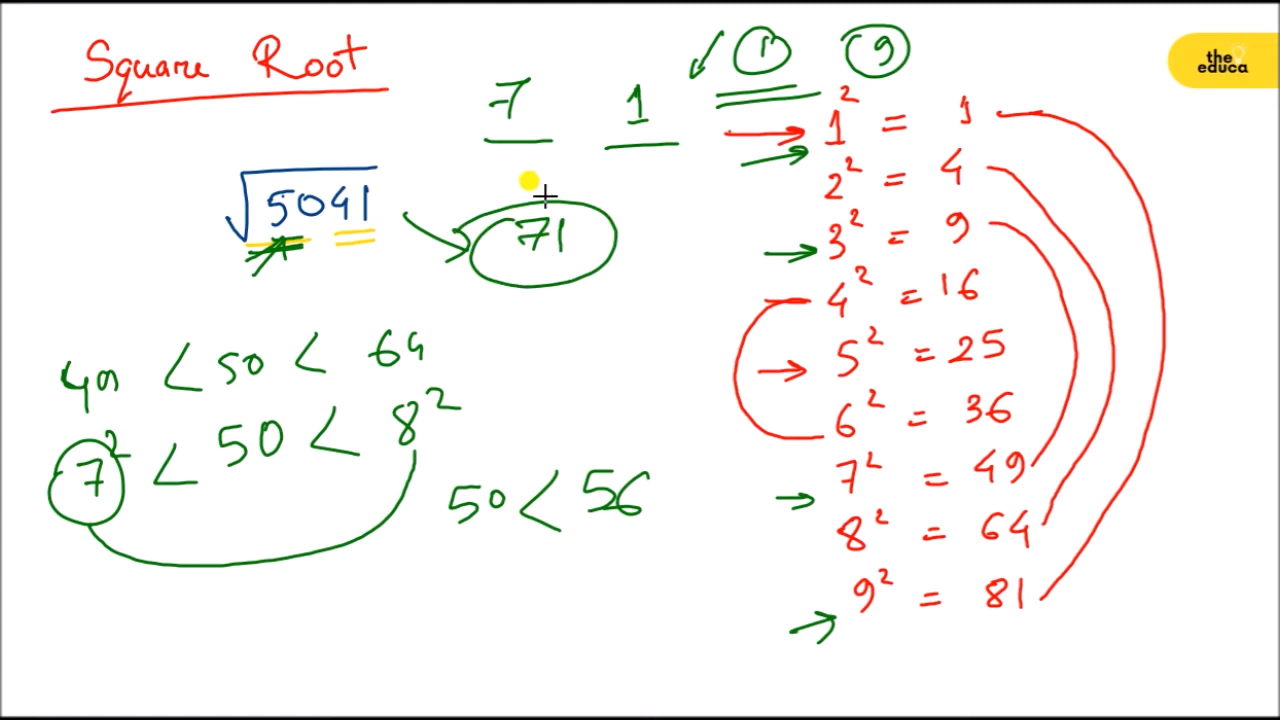 Square Root
7 1
1 9
the
educa
√5041
71
49 < 50 < 64
7² < 50 < 8²
50 < 56
1² = 1
2² = 4
3² = 9
4² = 16
5² = 25
6² = 36
7² = 49
8² = 64
9² = 81